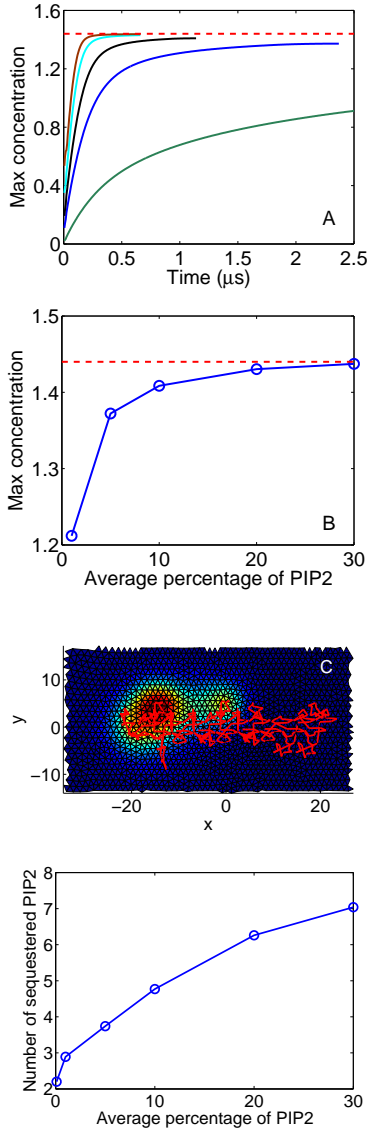 1.6
1.2
0.8
0.4
0
Max concentration
0 0.5 1 1.5 2 2.5
Time (μs)
A
1.5
1.4
1.3
1.2
Max concentration
0 10 20 30
Average percentage of PIP2
B
C
10
0
−10
y
−20 0 20
x
8
7
6
5
4
3
2
Number of sequestered PIP2
0 10 20 30
Average percentage of PIP2